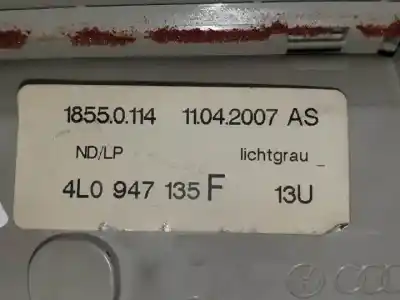 1855.0.114 11.04.2007 AS
ND/LP lichtgrau _
4L0 947 135 F 13U